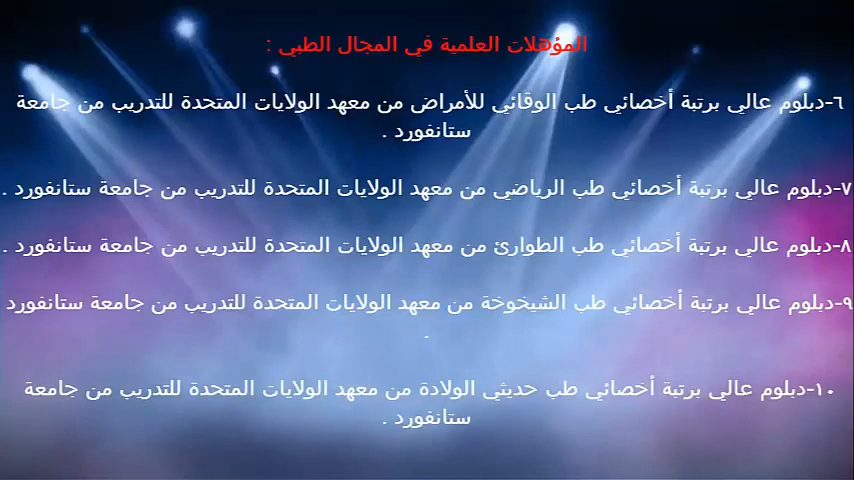 المؤهلات العلمية في المجال الطبي :
٦-دبلوم عالي برتبة أخصائي طب الوقائي للأمراض من معهد الولايات المتحدة للتدريب من جامعة
ستانفورد .
٧-دبلوم عالي برتبة أخصائي طب الرياضي من معهد الولايات المتحدة للتدريب من جامعة ستانفورد .
٨-دبلوم عالي برتبة أخصائي طب الطوارئ من معهد الولايات المتحدة للتدريب من جامعة ستانفورد .
٩-دبلوم عالي برتبة أخصائي طب الشيخوخة من معهد الولايات المتحدة للتدريب من جامعة ستانفورد
.
١٠-دبلوم عالي برتبة أخصائي طب حديثي الولادة من معهد الولايات المتحدة للتدريب من جامعة
ستانفورد .